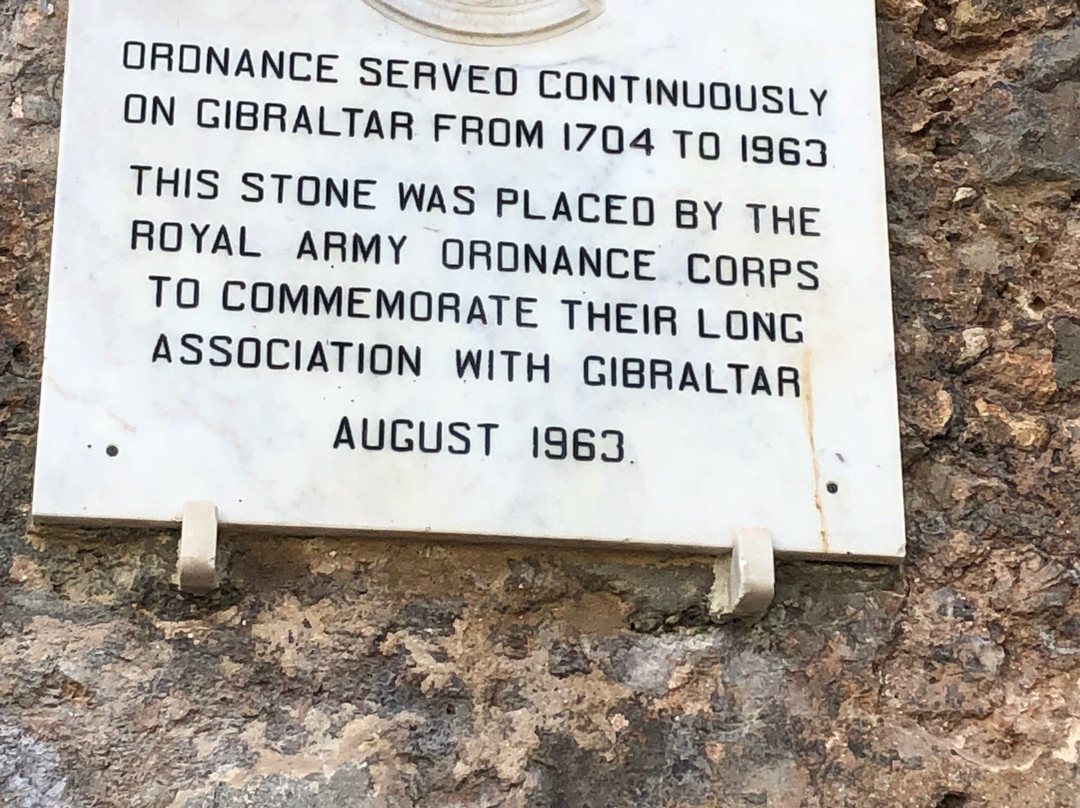 ORDNANCE SERVED CONTINUOUSLY
ON GIBRALTAR FROM 1704 TO 1963
THIS STONE WAS PLACED BY THE
ROYAL ARMY ORDNANCE CORPS
TO COMMEMORATE THEIR LONG
ASSOCIATION WITH GIBRALTAR
AUGUST 1963.